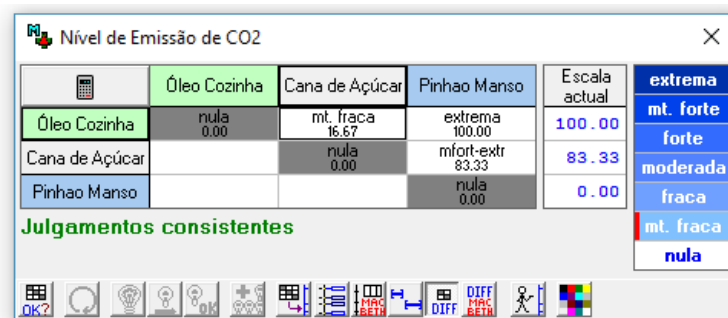 Nível de Emissão de CO2
Óleo Cozinha Cana de Açúcar Pinhao Manso Escala actual
Óleo Cozinha nula 0.00 mt. fraca 16.67 extrema 100.00 100.00
Cana de Açúcar nula 0.00 mfort-extr 83.33 83.33
Pinhao Manso nula 0.00 0.00
extrema
mt. forte
forte
moderada
fraca
mt. fraca
nula
Julgamentos consistentes
OK? OK MAC BETH DIFF DIFF MAC BETH